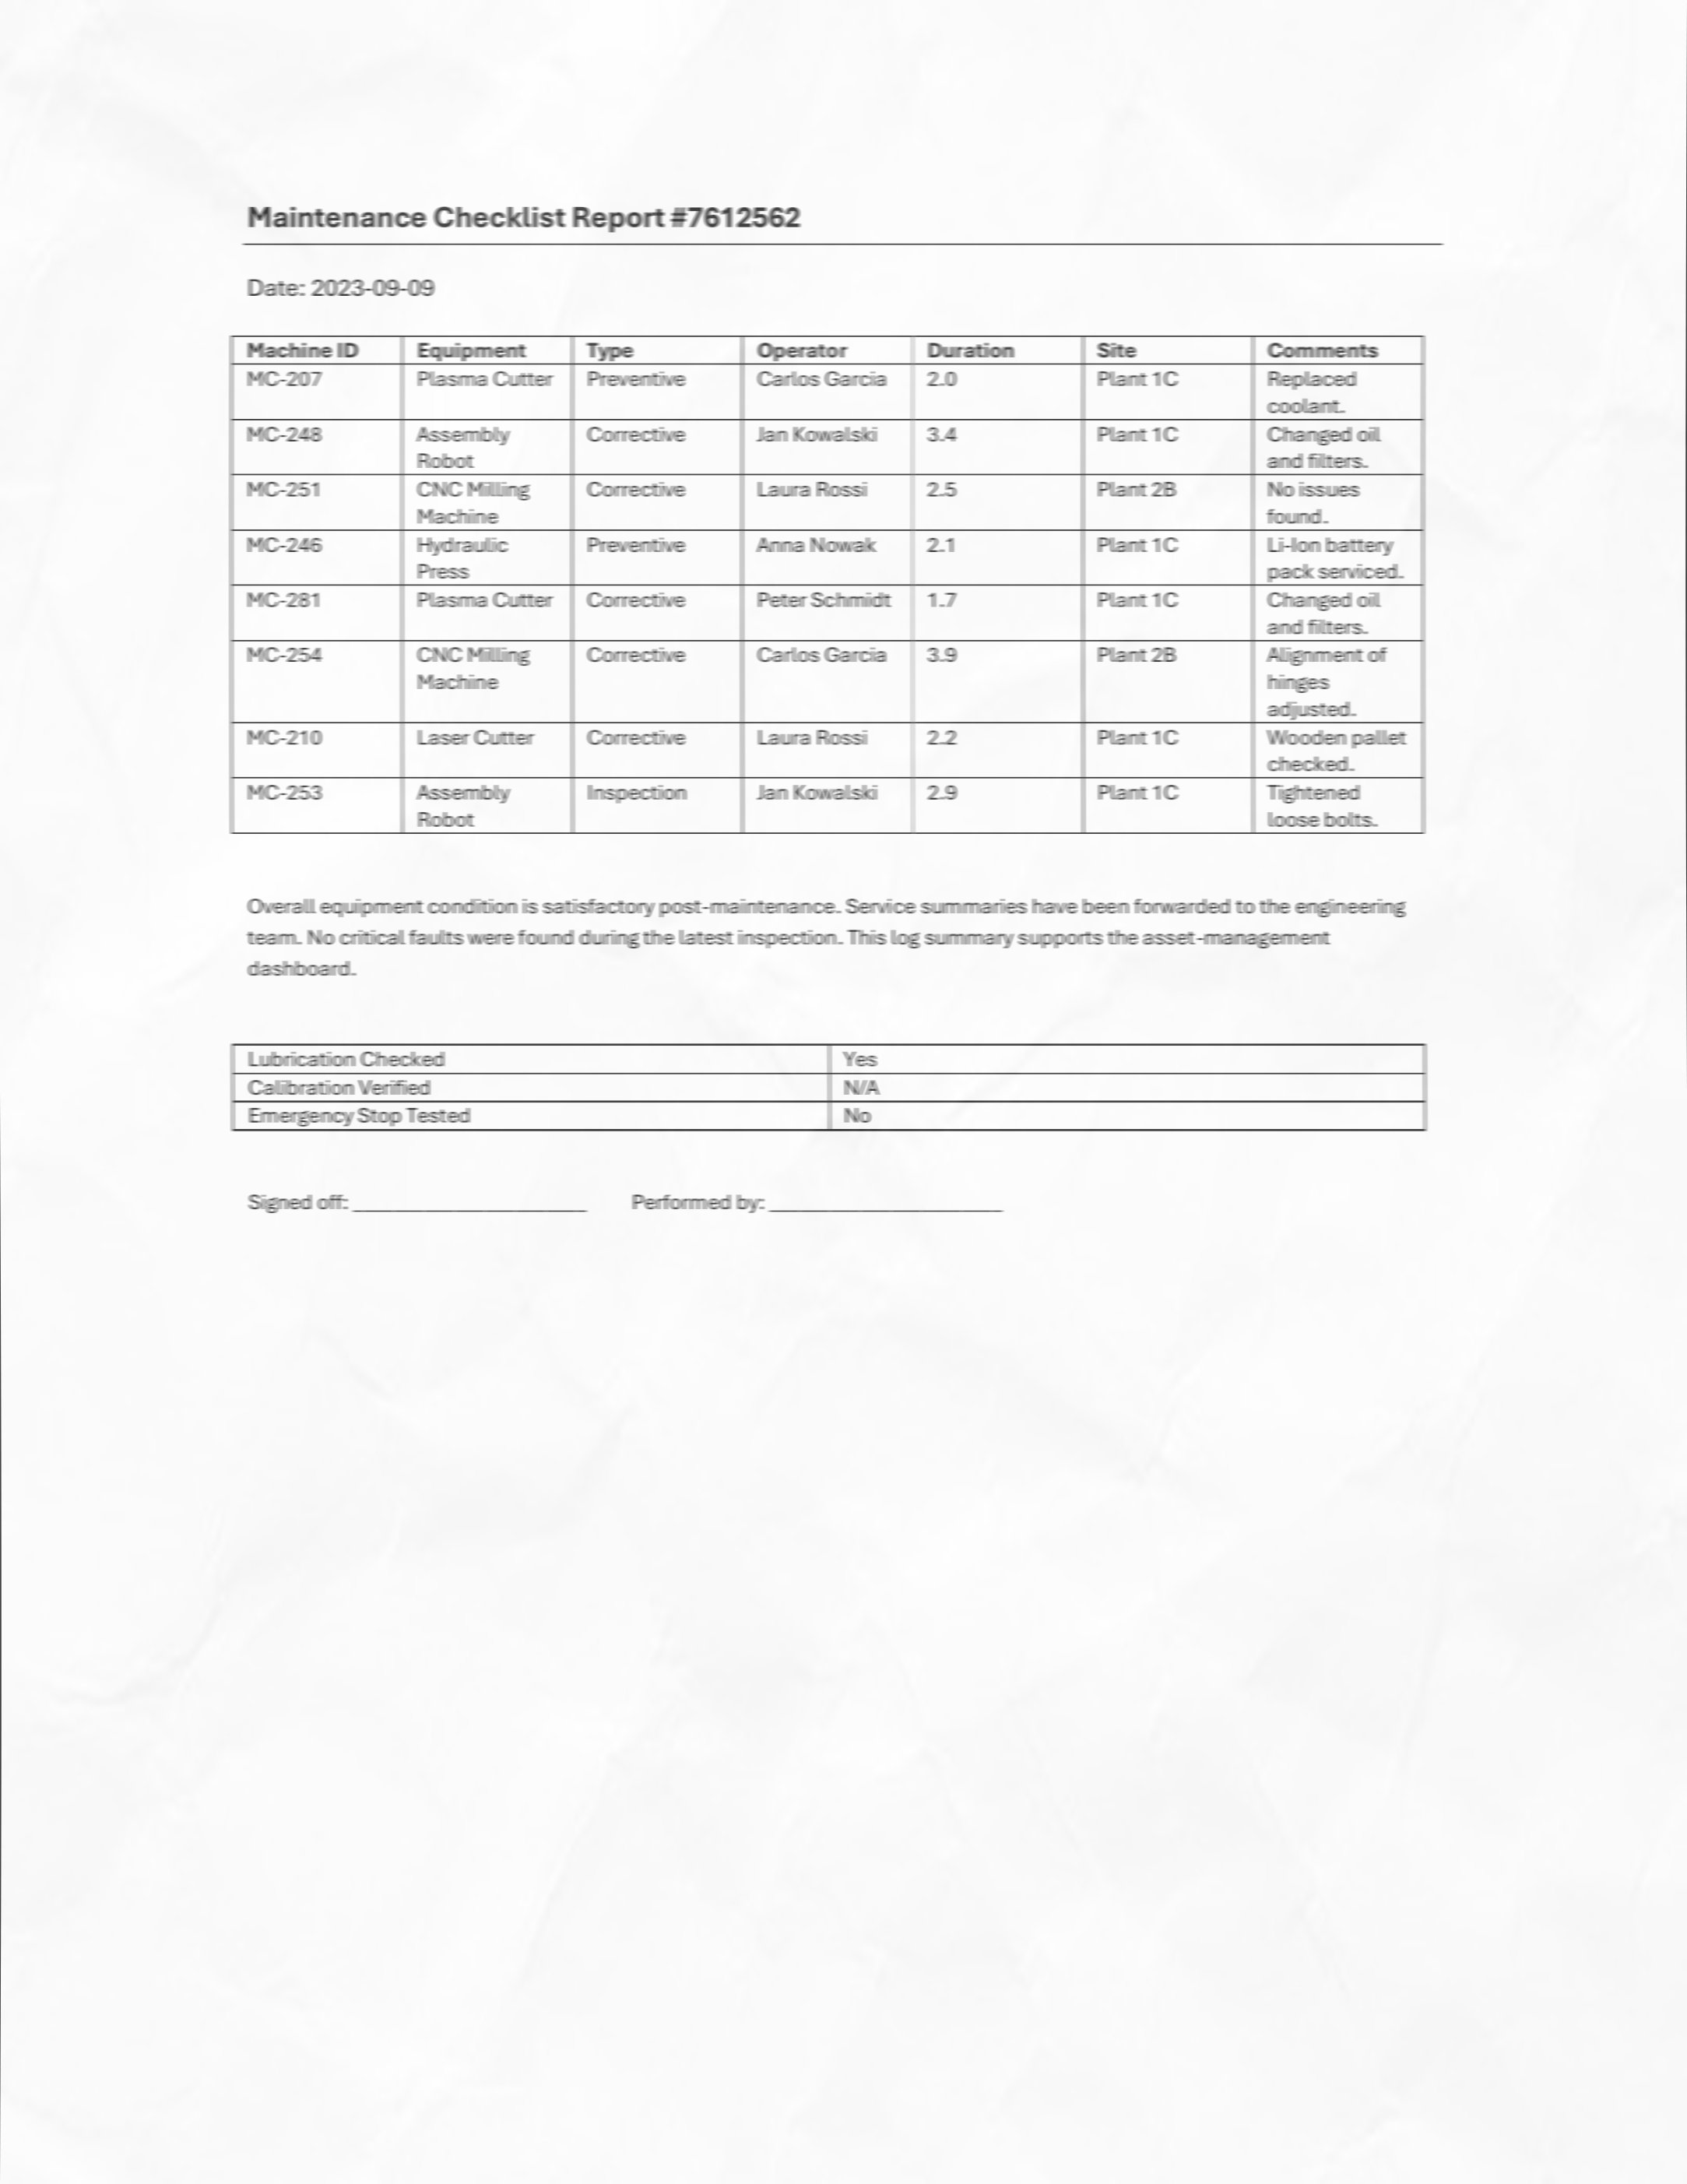 Maintenance Checklist Report #7612562
Date: 2023-09-09
Machine ID Equipment Type Operator Duration Site Comments
MC-207 Plasma Cutter Preventive Carlos Garcia 2.0 Plant 1C Replaced
coolant.
MC-248 Assembly Corrective Jan Kowalski 3.4 Plant 1C Changed oil
Robot and filters.
MC-251 CNC Milling Corrective Laura Rossi 2.5 Plant 2B No issues
Machine found.
MC-246 Hydraulic Preventive Anna Nowak 2.1 Plant 1C Li-Ion battery
Press pack serviced.
MC-281 Plasma Cutter Corrective Peter Schmidt 1.7 Plant 1C Changed oil
and filters.
MC-254 CNC Milling Corrective Carlos Garcia 3.9 Plant 2B Alignment of
Machine hinges
adjusted.
MC-210 Laser Cutter Corrective Laura Rossi 2.2 Plant 1C Wooden pallet
checked.
MC-253 Assembly Inspection Jan Kowalski 2.9 Plant 1C Tightened
Robot loose bolts.
Overall equipment condition is satisfactory post-maintenance. Service summaries have been forwarded to the engineering
team. No critical faults were found during the latest inspection. This log summary supports the asset-management
dashboard.
Lubrication Checked Yes
Calibration Verified N/A
Emergency Stop Tested No
Signed off: ____________________ Performed by: ____________________